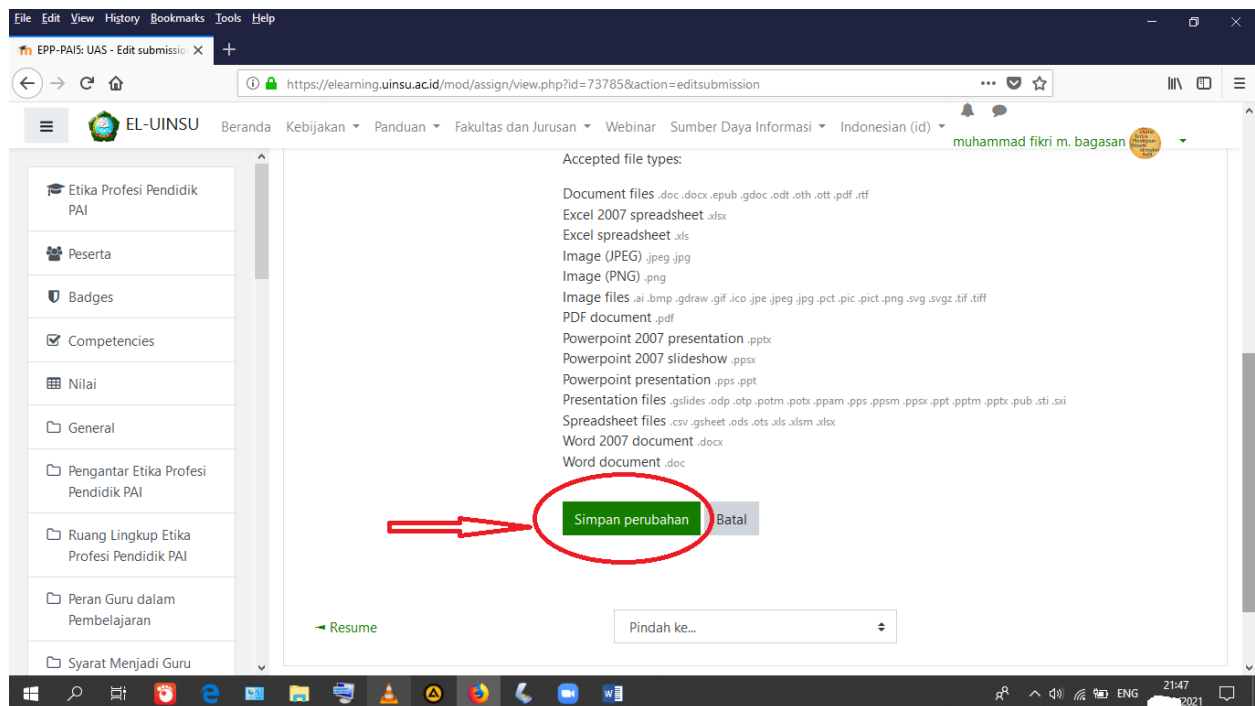 File Edit View History Bookmarks Tools Help
EPP-PAI5: UAS - Edit submissio
https://elearning.uinsu.ac.id/mod/assign/view.php?id=73785&action=editsubmission
EL-UINSU Beranda Kebijakan Panduan Fakultas dan Jurusan Webinar Sumber Daya Informasi Indonesian (id)
muhammad fikri m. bagasan
Etika Profesi Pendidik
PAI
Peserta
Badges
Competencies
Nilai
General
Pengantar Etika Profesi
Pendidik PAI
Ruang Lingkup Etika
Profesi Pendidik PAI
Peran Guru dalam
Pembelajaran
Syarat Menjadi Guru
Accepted file types:
Document files .doc .docx .epub .gdoc .odt .oth .ott .pdf .rtf
Excel 2007 spreadsheet .xlsx
Excel spreadsheet .xls
Image (JPEG) .jpeg .jpg
Image (PNG) .png
Image files .ai .bmp .gdraw .gif .ico .jpe .jpeg .jpg .pct .pic .pict .png .svg .svgz .tif .tiff
PDF document .pdf
Powerpoint 2007 presentation .pptx
Powerpoint 2007 slideshow .ppsx
Powerpoint presentation .pps .ppt
Presentation files .gslides .odp .otp .potm .potx .ppam .pps .ppsm .ppsx .ppt .pptm .pptx .pub .sti .sxi
Spreadsheet files .csv .gsheet .ods .ots .xls .xlsm .xlsx
Word 2007 document .docx
Word document .doc
Simpan perubahan Batal
Resume Pindah ke...
ENG
21:47
2021